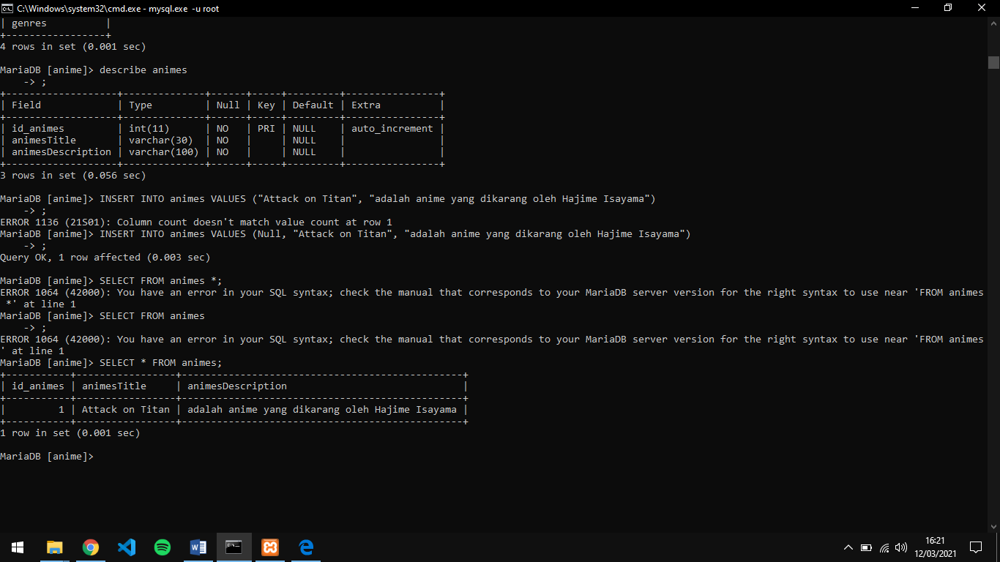 C:\Windows\system32\cmd.exe - mysql.exe  -u root
| genres          |
+-----------------+
4 rows in set (0.001 sec)
MariaDB [anime]> describe animes
    -> ;
+-------------------+--------------+------+-----+---------+----------------+
| Field             | Type         | Null | Key | Default | Extra          |
+-------------------+--------------+------+-----+---------+----------------+
| id_animes         | int(11)      | NO   | PRI | NULL    | auto_increment |
| animesTitle       | varchar(30)  | NO   |     | NULL    |                |
| animesDescription | varchar(100) | NO   |     | NULL    |                |
+-------------------+--------------+------+-----+---------+----------------+
3 rows in set (0.056 sec)
MariaDB [anime]> INSERT INTO animes VALUES ("Attack on Titan", "adalah anime yang dikarang oleh Hajime Isayama")
    -> ;
ERROR 1136 (21S01): Column count doesn't match value count at row 1
MariaDB [anime]> INSERT INTO animes VALUES (Null, "Attack on Titan", "adalah anime yang dikarang oleh Hajime Isayama")
    -> ;
Query OK, 1 row affected (0.003 sec)
MariaDB [anime]> SELECT FROM animes *;
ERROR 1064 (42000): You have an error in your SQL syntax; check the manual that corresponds to your MariaDB server version for the right syntax to use near 'FROM animes
 *' at line 1
MariaDB [anime]> SELECT FROM animes
    -> ;
ERROR 1064 (42000): You have an error in your SQL syntax; check the manual that corresponds to your MariaDB server version for the right syntax to use near 'FROM animes
' at line 1
MariaDB [anime]> SELECT * FROM animes;
+-----------+-----------------+------------------------------------------------+
| id_animes | animesTitle     | animesDescription                              |
+-----------+-----------------+------------------------------------------------+
|         1 | Attack on Titan | adalah anime yang dikarang oleh Hajime Isayama |
+-----------+-----------------+------------------------------------------------+
1 row in set (0.001 sec)
MariaDB [anime]>
16:21
12/03/2021